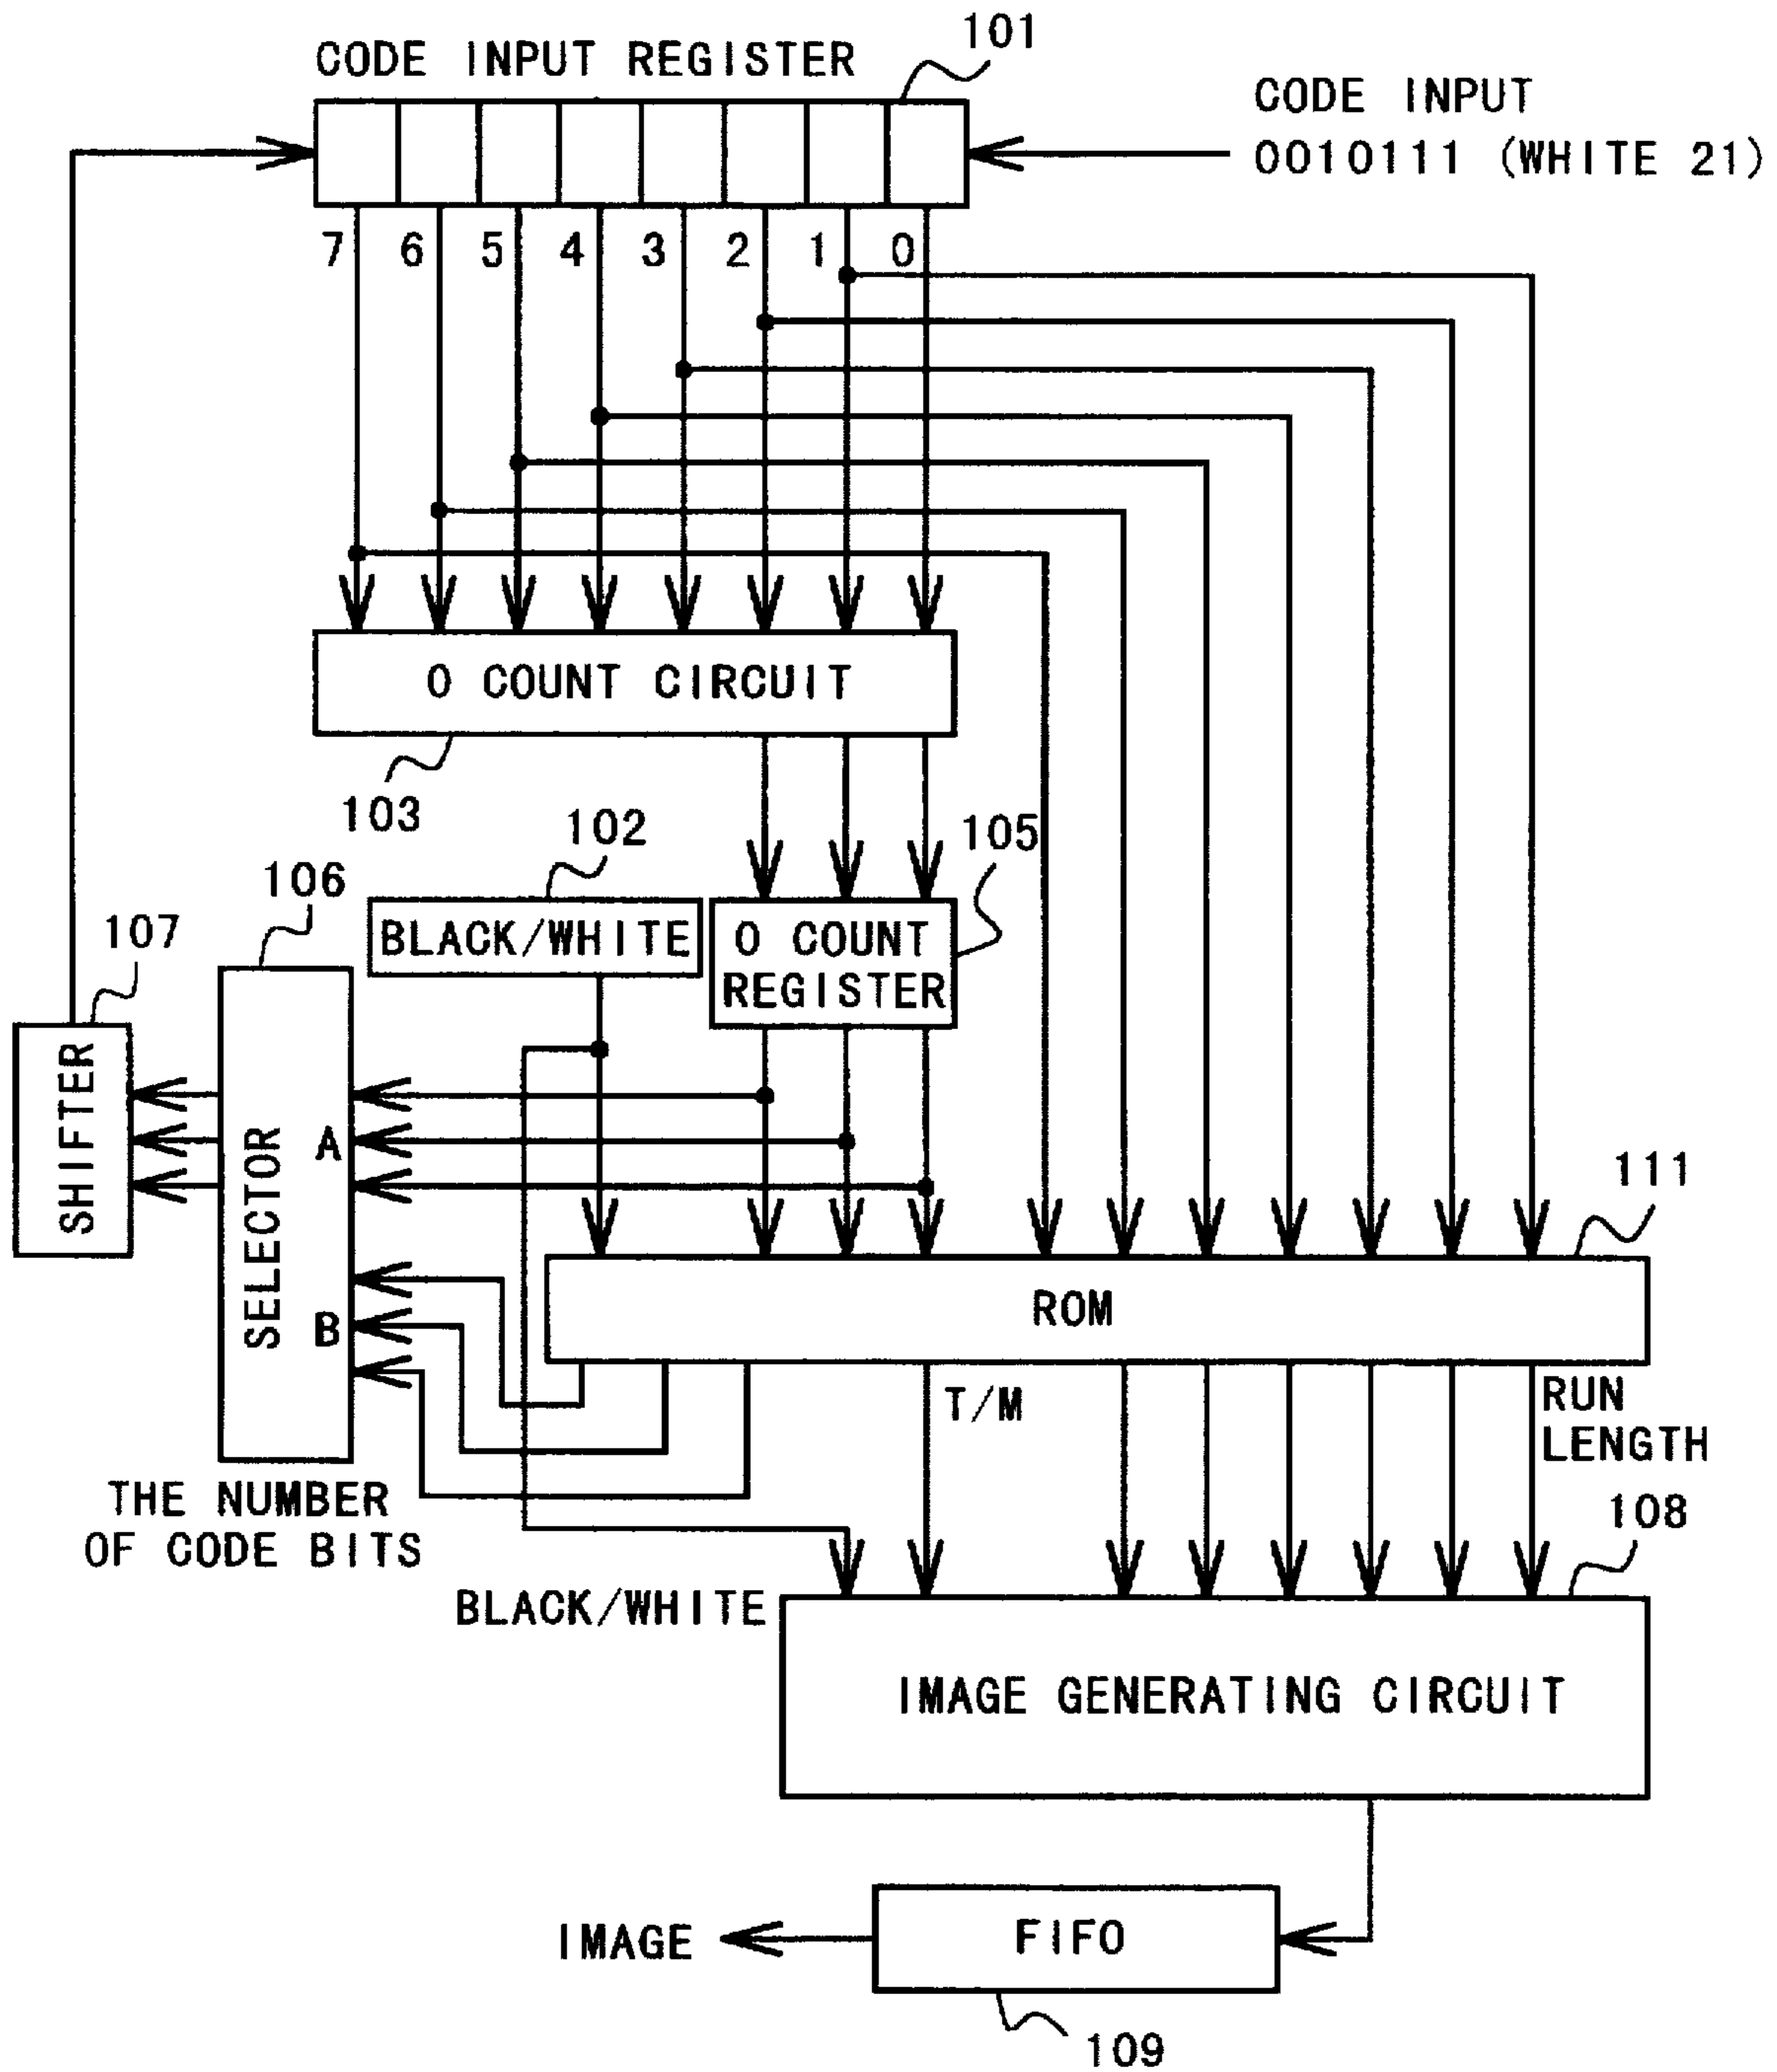 101
CODE INPUT REGISTER
CODE INPUT
0010111 (WHITE 21)
7 6 5 4 3 2 1 0
0 COUNT CIRCUIT
103
102
105
106
107
BLACK/WHITE
0 COUNT
REGISTER
SHIFTER
SELECTOR
A
B
111
ROM
T/M
RUN
LENGTH
THE NUMBER
OF CODE BITS
108
BLACK/WHITE
IMAGE GENERATING CIRCUIT
IMAGE
FIFO
109